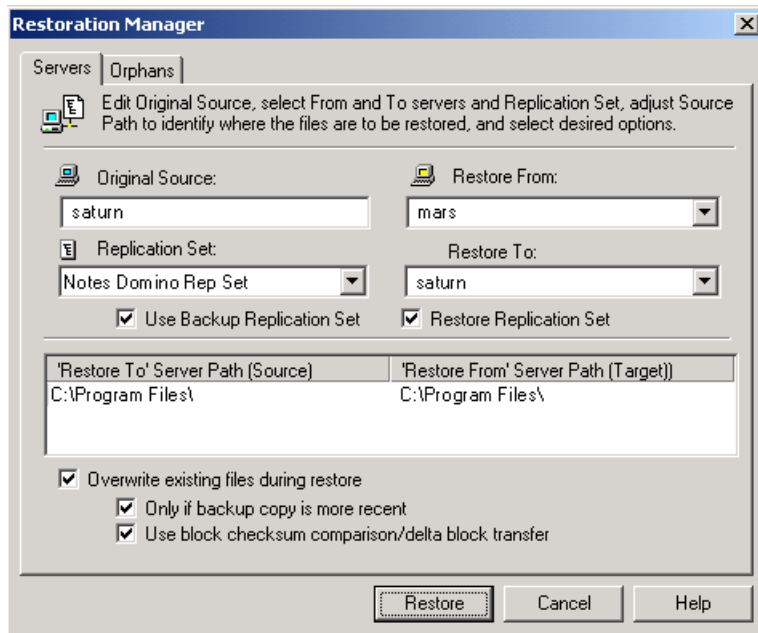 Restoration Manager
Servers
Orphans
Edit Original Source, select From and To servers and Replication Set, adjust Source
Path to identify where the files are to be restored, and select desired options.
Original Source:
Restore From:
saturn
mars
Replication Set:
Restore To:
Notes Domino Rep Set
saturn
Use Backup Replication Set
Restore Replication Set
'Restore To' Server Path (Source)
'Restore From' Server Path (Target))
C:\Program Files\
C:\Program Files\
Overwrite existing files during restore
Only if backup copy is more recent
Use block checksum comparison/delta block transfer
Restore
Cancel
Help